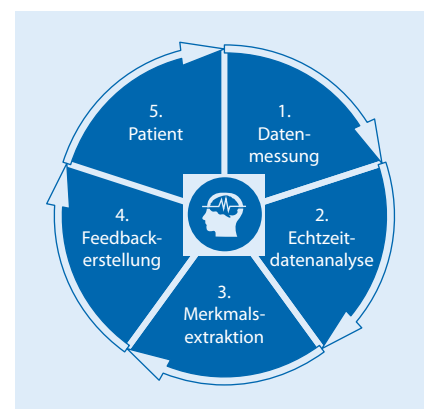 1.
Daten-
messung
2.
Echtzeit-
datenanalyse
3.
Merkmals-
extraktion
4.
Feedback-
erstellung
5.
Patient